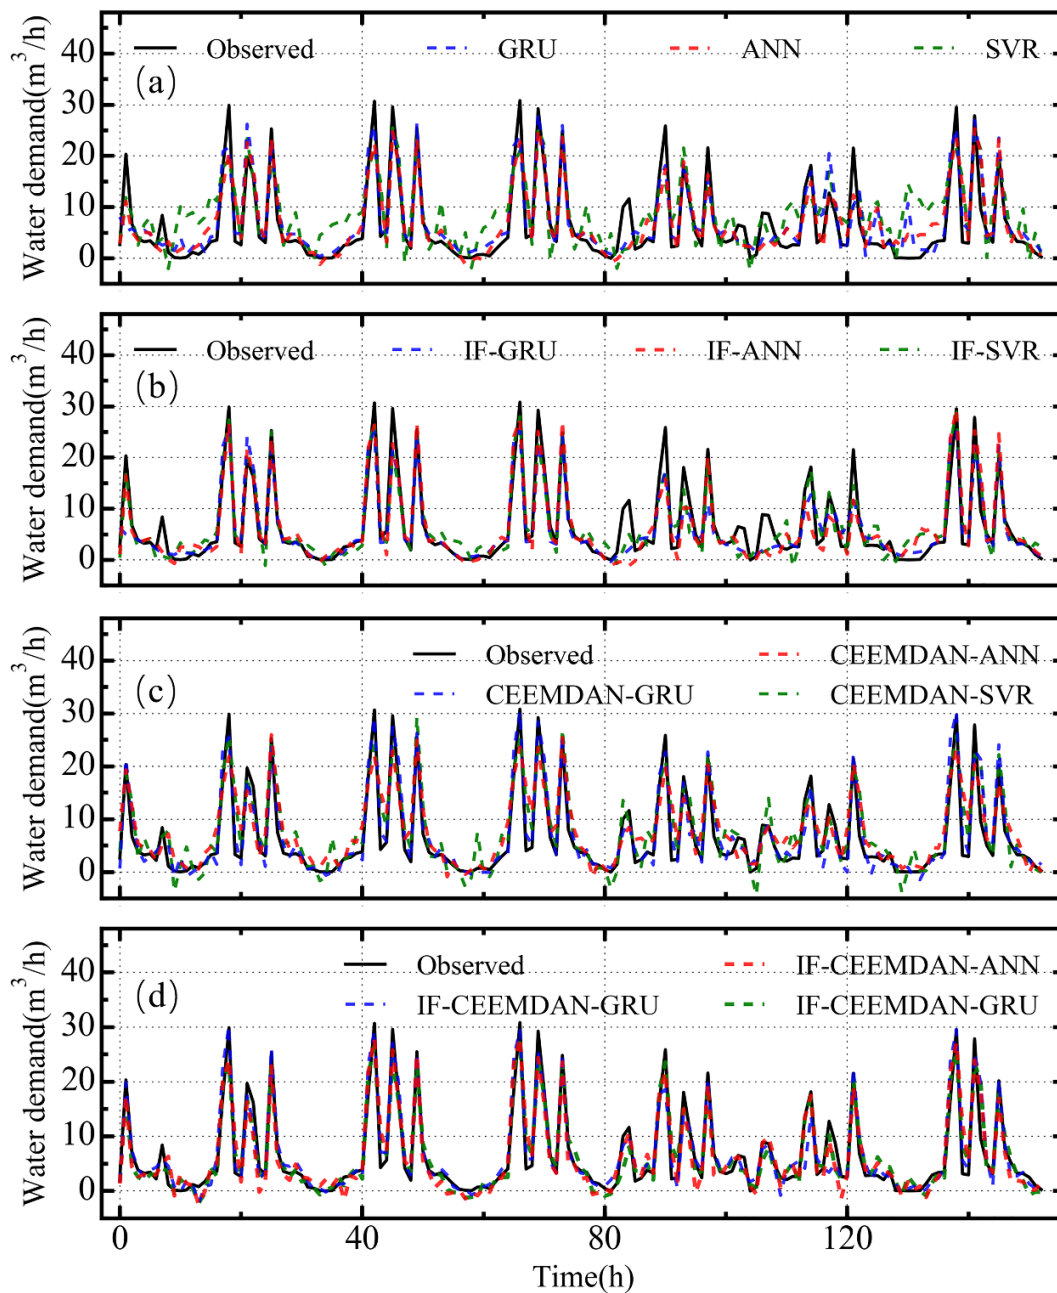 Water demand(m³/h)
40
30
20
10
0
Observed GRU ANN SVR
(a)
Water demand(m³/h)
40
30
20
10
0
Observed IF-GRU IF-ANN IF-SVR
(b)
Water demand(m³/h)
40
30
20
10
0
Observed CEEMDAN-ANN
(c) CEEMDAN-GRU CEEMDAN-SVR
Water demand(m³/h)
40
30
20
10
0
Observed IF-CEEMDAN-ANN
(d) IF-CEEMDAN-GRU IF-CEEMDAN-GRU
0 40 80 120
Time(h)